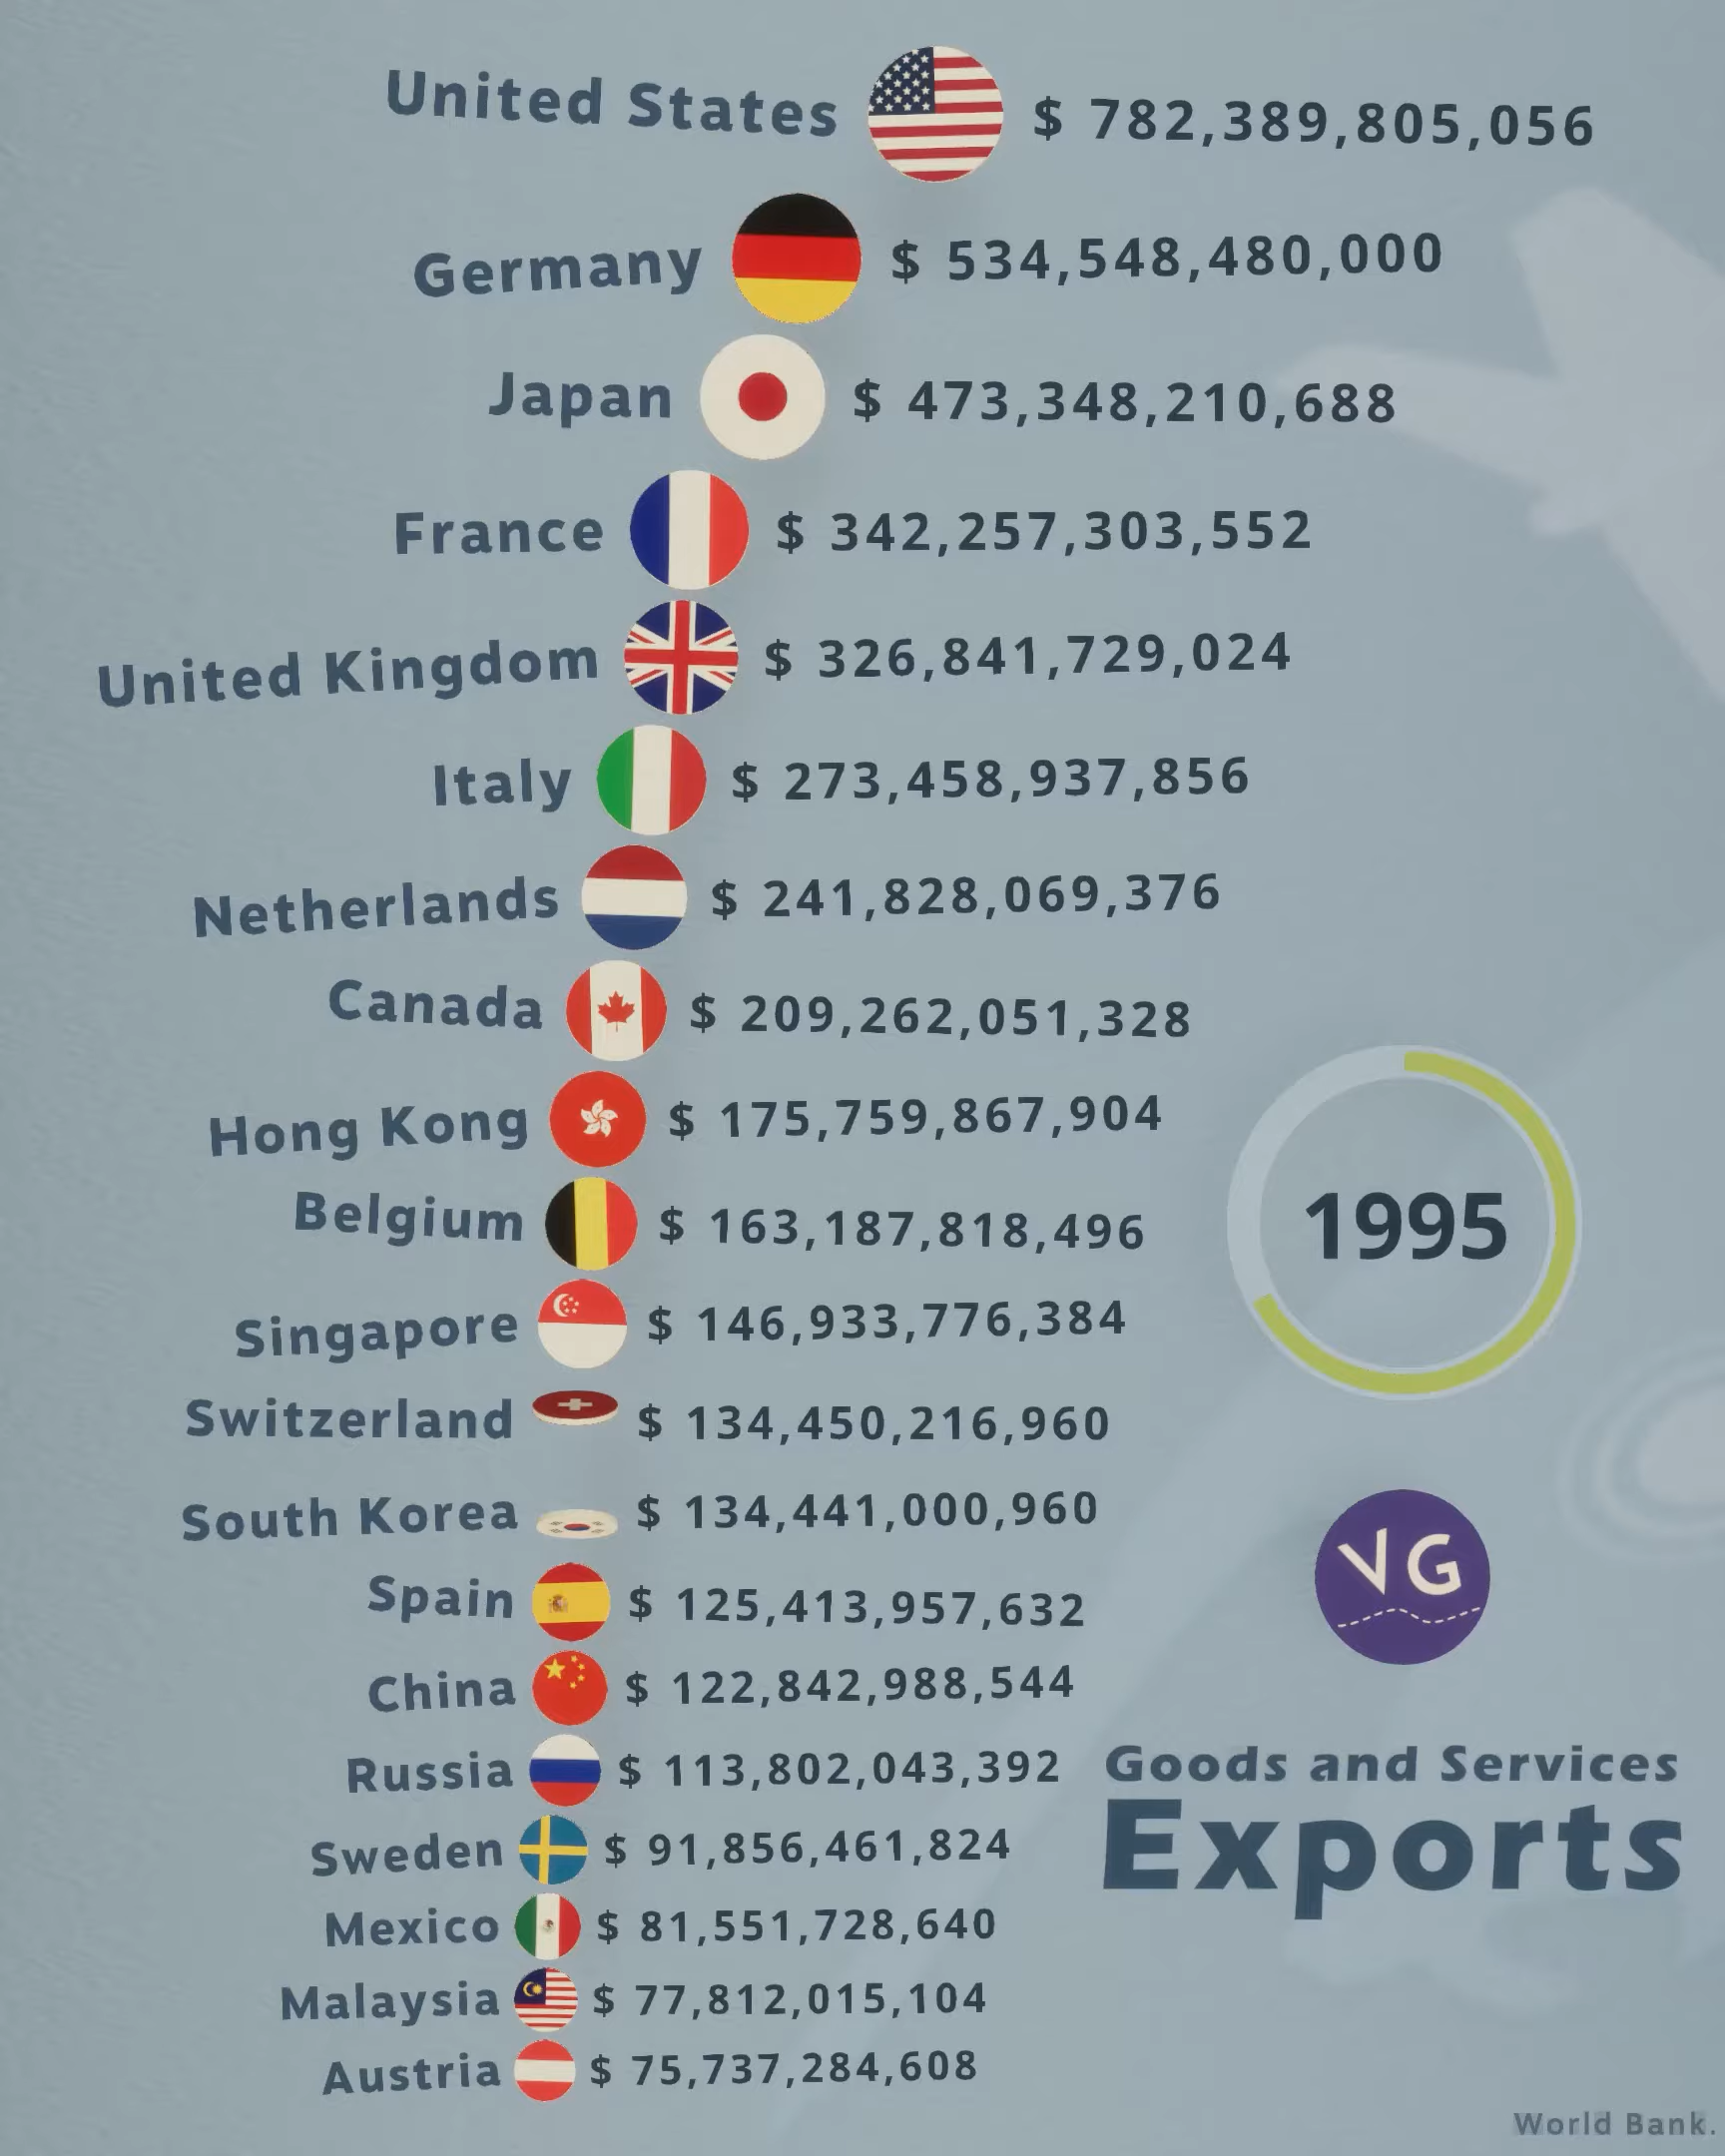 United States $ 782,389,805,056
Germany $ 534,548,480,000
Japan $ 473,348,210,688
France $ 342,257,303,552
United Kingdom $ 326,841,729,024
Italy $ 273,458,937,856
Netherlands $ 241,828,069,376
Canada $ 209,262,051,328
Hong Kong $ 175,759,867,904
Belgium $ 163,187,818,496
1995
Singapore $ 146,933,776,384
Switzerland $ 134,450,216,960
South Korea $ 134,441,000,960
VG
Spain $ 125,413,957,632
China $ 122,842,988,544
Russia $ 113,802,043,392
Goods and Services
Exports
Sweden $ 91,856,461,824
Mexico $ 81,551,728,640
Malaysia $ 77,812,015,104
Austria $ 75,737,284,608
World Bank.